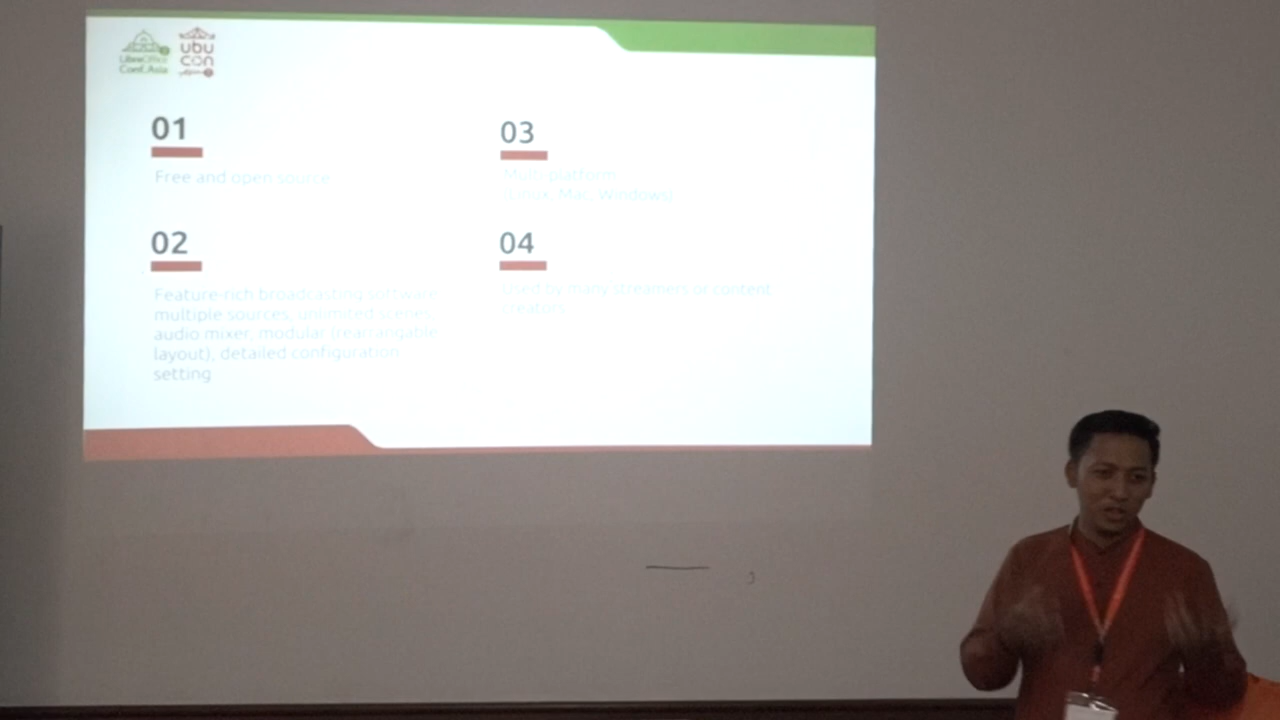 LibreOffice
Conf.Asia
ubu
con
01
Free and open source
02
Feature-rich broadcasting software
multiple sources, unlimited scenes
audio mixer, modular (rearrangable
layout), detailed configuration
setting
03
Multi platform
(Linux, Mac, Windows)
04
Used by many streamers or content
creators